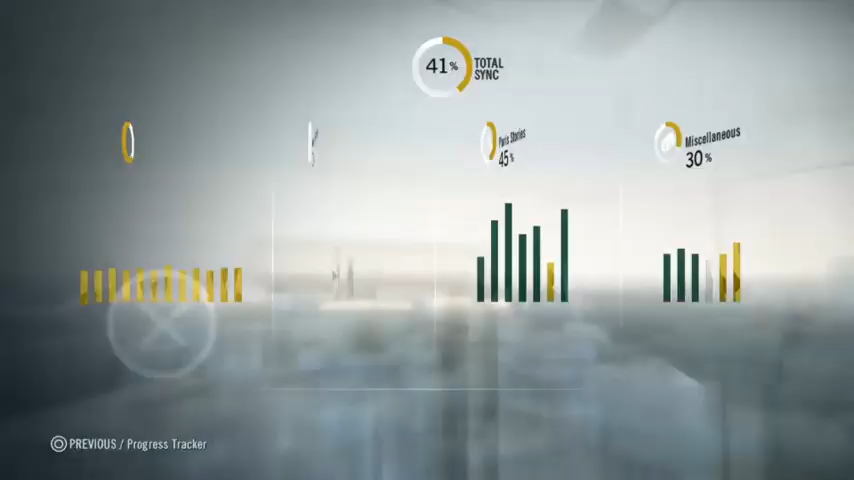 41%
TOTAL
SYNC
Paris Stories
45%
Miscellaneous
30%
PREVIOUS / Progress Tracker